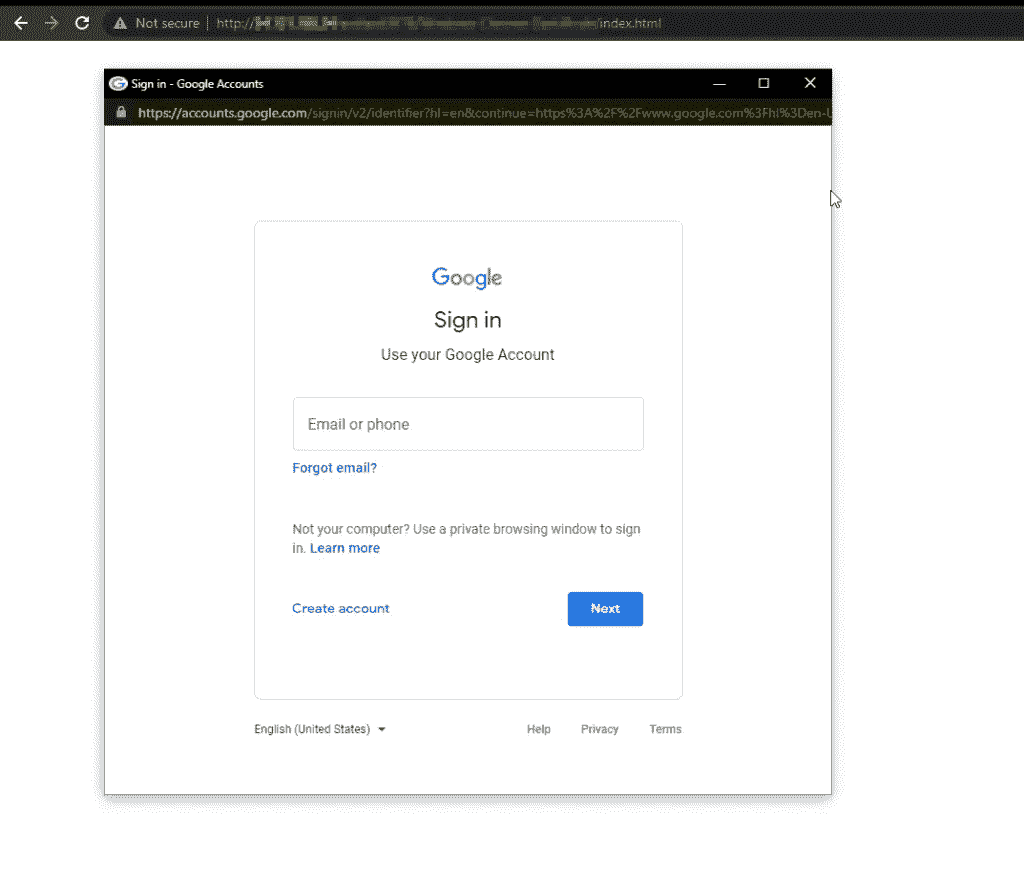 Not secure | http:// /index.html
Sign in - Google Accounts
https://accounts.google.com/signin/v2/identifier?hl=en&continue=https%3A%2F%2Fwww.google.com%3Fhl%3Den-U
Google
Sign in
Use your Google Account
Email or phone
Forgot email?
Not your computer? Use a private browsing window to sign
in. Learn more
Create account
Next
English (United States)
Help Privacy Terms